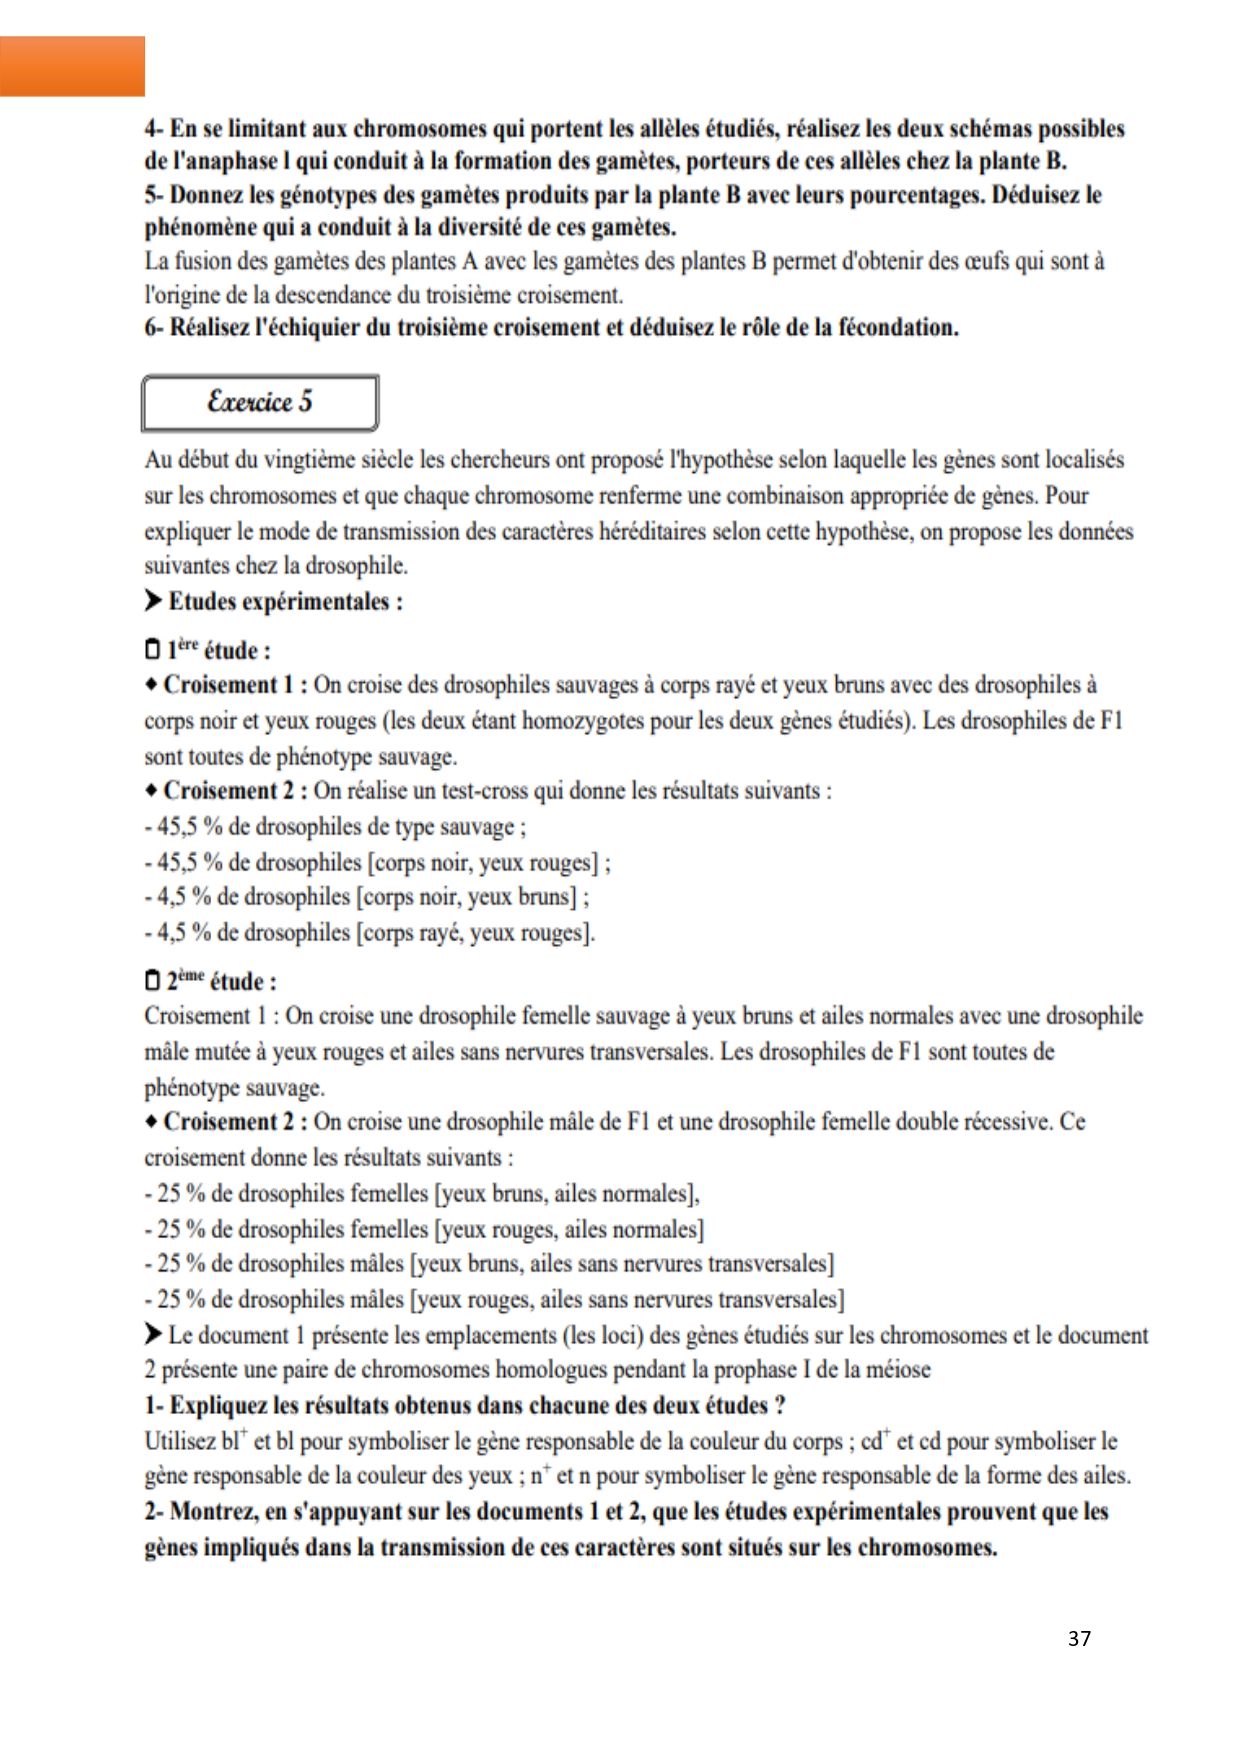 4- En se limitant aux chromosomes qui portent les allèles étudiés, réalisez les deux schémas possibles
de l'anaphase l qui conduit à la formation des gamètes, porteurs de ces allèles chez la plante B.
5- Donnez les génotypes des gamètes produits par la plante B avec leurs pourcentages. Déduisez le
phénomène qui a conduit à la diversité de ces gamètes.
La fusion des gamètes des plantes A avec les gamètes des plantes B permet d'obtenir des œufs qui sont à
l'origine de la descendance du troisième croisement.
6- Réalisez l'échiquier du troisième croisement et déduisez le rôle de la fécondation.
Exercice 5
Au début du vingtième siècle les chercheurs ont proposé l'hypothèse selon laquelle les gènes sont localisés
sur les chromosomes et que chaque chromosome renferme une combinaison appropriée de gènes. Pour
expliquer le mode de transmission des caractères héréditaires selon cette hypothèse, on propose les données
suivantes chez la drosophile.
➤ Etudes expérimentales :
1ère étude :
♦ Croisement 1 : On croise des drosophiles sauvages à corps rayé et yeux bruns avec des drosophiles à
corps noir et yeux rouges (les deux étant homozygotes pour les deux gènes étudiés). Les drosophiles de F1
sont toutes de phénotype sauvage.
♦ Croisement 2 : On réalise un test-cross qui donne les résultats suivants :
- 45,5 % de drosophiles de type sauvage ;
- 45,5 % de drosophiles [corps noir, yeux rouges] ;
- 4,5 % de drosophiles [corps noir, yeux bruns] ;
- 4,5 % de drosophiles [corps rayé, yeux rouges].
2ème étude :
Croisement 1 : On croise une drosophile femelle sauvage à yeux bruns et ailes normales avec une drosophile
mâle mutée à yeux rouges et ailes sans nervures transversales. Les drosophiles de F1 sont toutes de
phénotype sauvage.
♦ Croisement 2 : On croise une drosophile mâle de F1 et une drosophile femelle double récessive. Ce
croisement donne les résultats suivants :
- 25 % de drosophiles femelles [yeux bruns, ailes normales],
- 25 % de drosophiles femelles [yeux rouges, ailes normales]
- 25 % de drosophiles mâles [yeux bruns, ailes sans nervures transversales]
- 25 % de drosophiles mâles [yeux rouges, ailes sans nervures transversales]
➤ Le document 1 présente les emplacements (les loci) des gènes étudiés sur les chromosomes et le document
2 présente une paire de chromosomes homologues pendant la prophase I de la méiose
1- Expliquez les résultats obtenus dans chacune des deux études ?
Utilisez bl⁺ et bl pour symboliser le gène responsable de la couleur du corps ; cd⁺ et cd pour symboliser le
gène responsable de la couleur des yeux ; n⁺ et n pour symboliser le gène responsable de la forme des ailes.
2- Montrez, en s'appuyant sur les documents 1 et 2, que les études expérimentales prouvent que les
gènes impliqués dans la transmission de ces caractères sont situés sur les chromosomes.
37